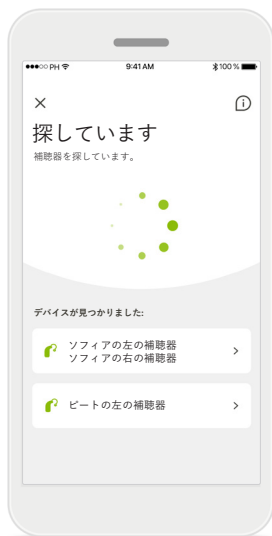 PH 9:41 AM 100 %
探しています
補聴器を探しています。
デバイスが見つかりました:
ソフィアの左の補聴器
ソフィアの右の補聴器
ピートの左の補聴器